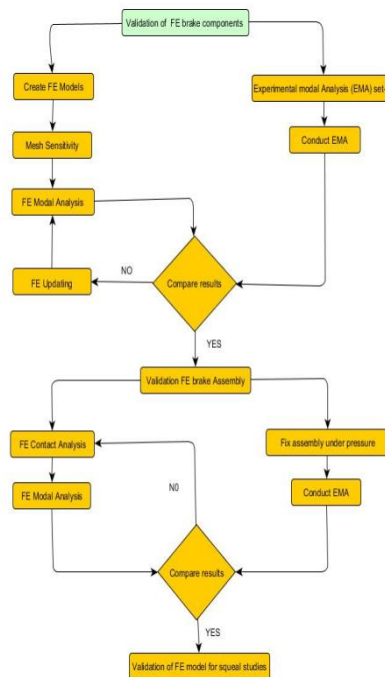 Validation of FE brake components
Create FE Models
Experimental modal Analysis (EMA) set-
Mesh Sensitivity
Conduct EMA
FE Modal Analysis
Compare results
NO
FE Updating
YES
Validation FE brake Assembly
FE Contact Analysis
Fix assembly under pressure
FE Modal Analysis
N0
Conduct EMA
Compare results
YES
Validation of FE model for squeal studies